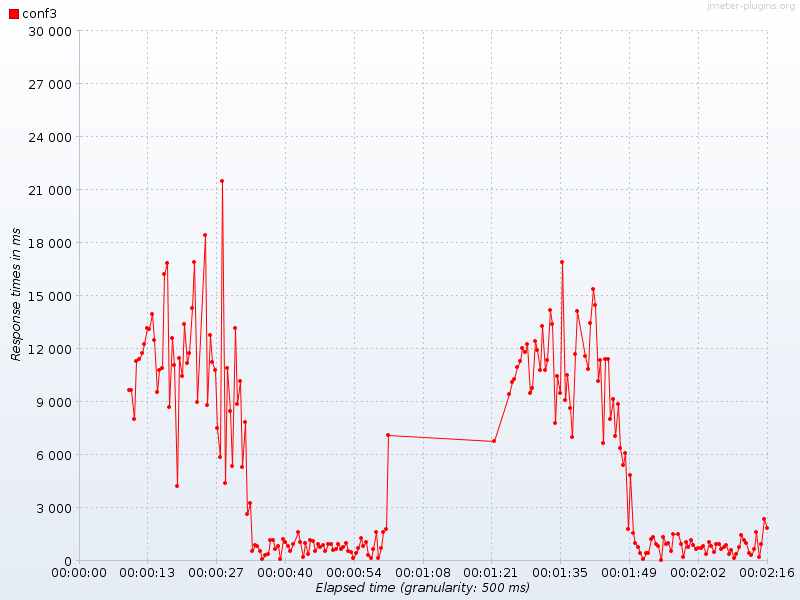 jmeter-plugins.org
conf3
30 000
27 000
24 000
21 000
18 000
15 000
12 000
9 000
6 000
3 000
0
Response times in ms
00:00:00 00:00:13 00:00:27 00:00:40 00:00:54 00:01:08 00:01:21 00:01:35 00:01:49 00:02:02 00:02:16
Elapsed time (granularity: 500 ms)